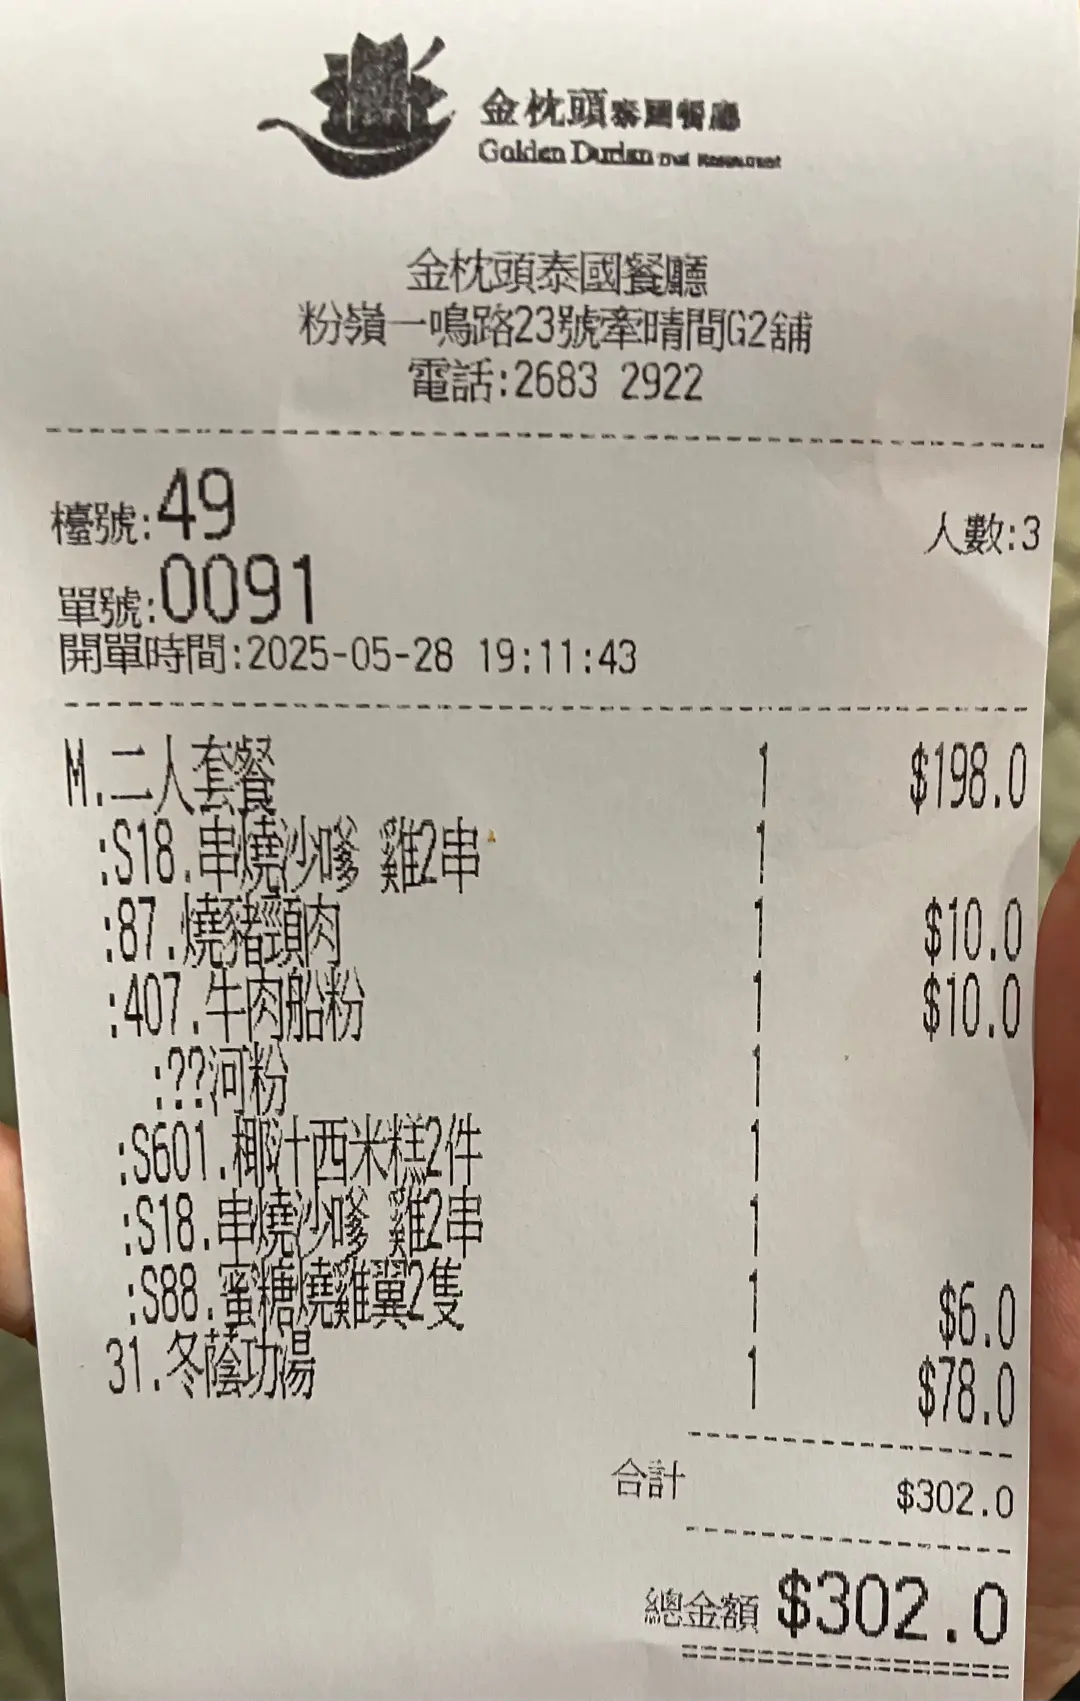 金枕頭泰國餐廳
Golden Durian Thai Restaurant
金枕頭泰國餐廳
粉嶺一鳴路23號牽晴間G2舖
電話:2683 2922
檯號:49 人數:3
單號:0091
開單時間:2025-05-28 19:11:43
M.二人套餐 1 $198.0
:S18.串燒沙嗲 雞2串 1
:87.燒豬頸肉 1 $10.0
:407.牛肉船粉 1 $10.0
:??河粉 1
:S601.椰汁西米糕2件 1
:S18.串燒沙嗲 雞2串 1
:S88.蜜糖燒雞翼2隻 1 $6.0
31.冬蔭功湯 1 $78.0
合計 $302.0
總金額 $302.0